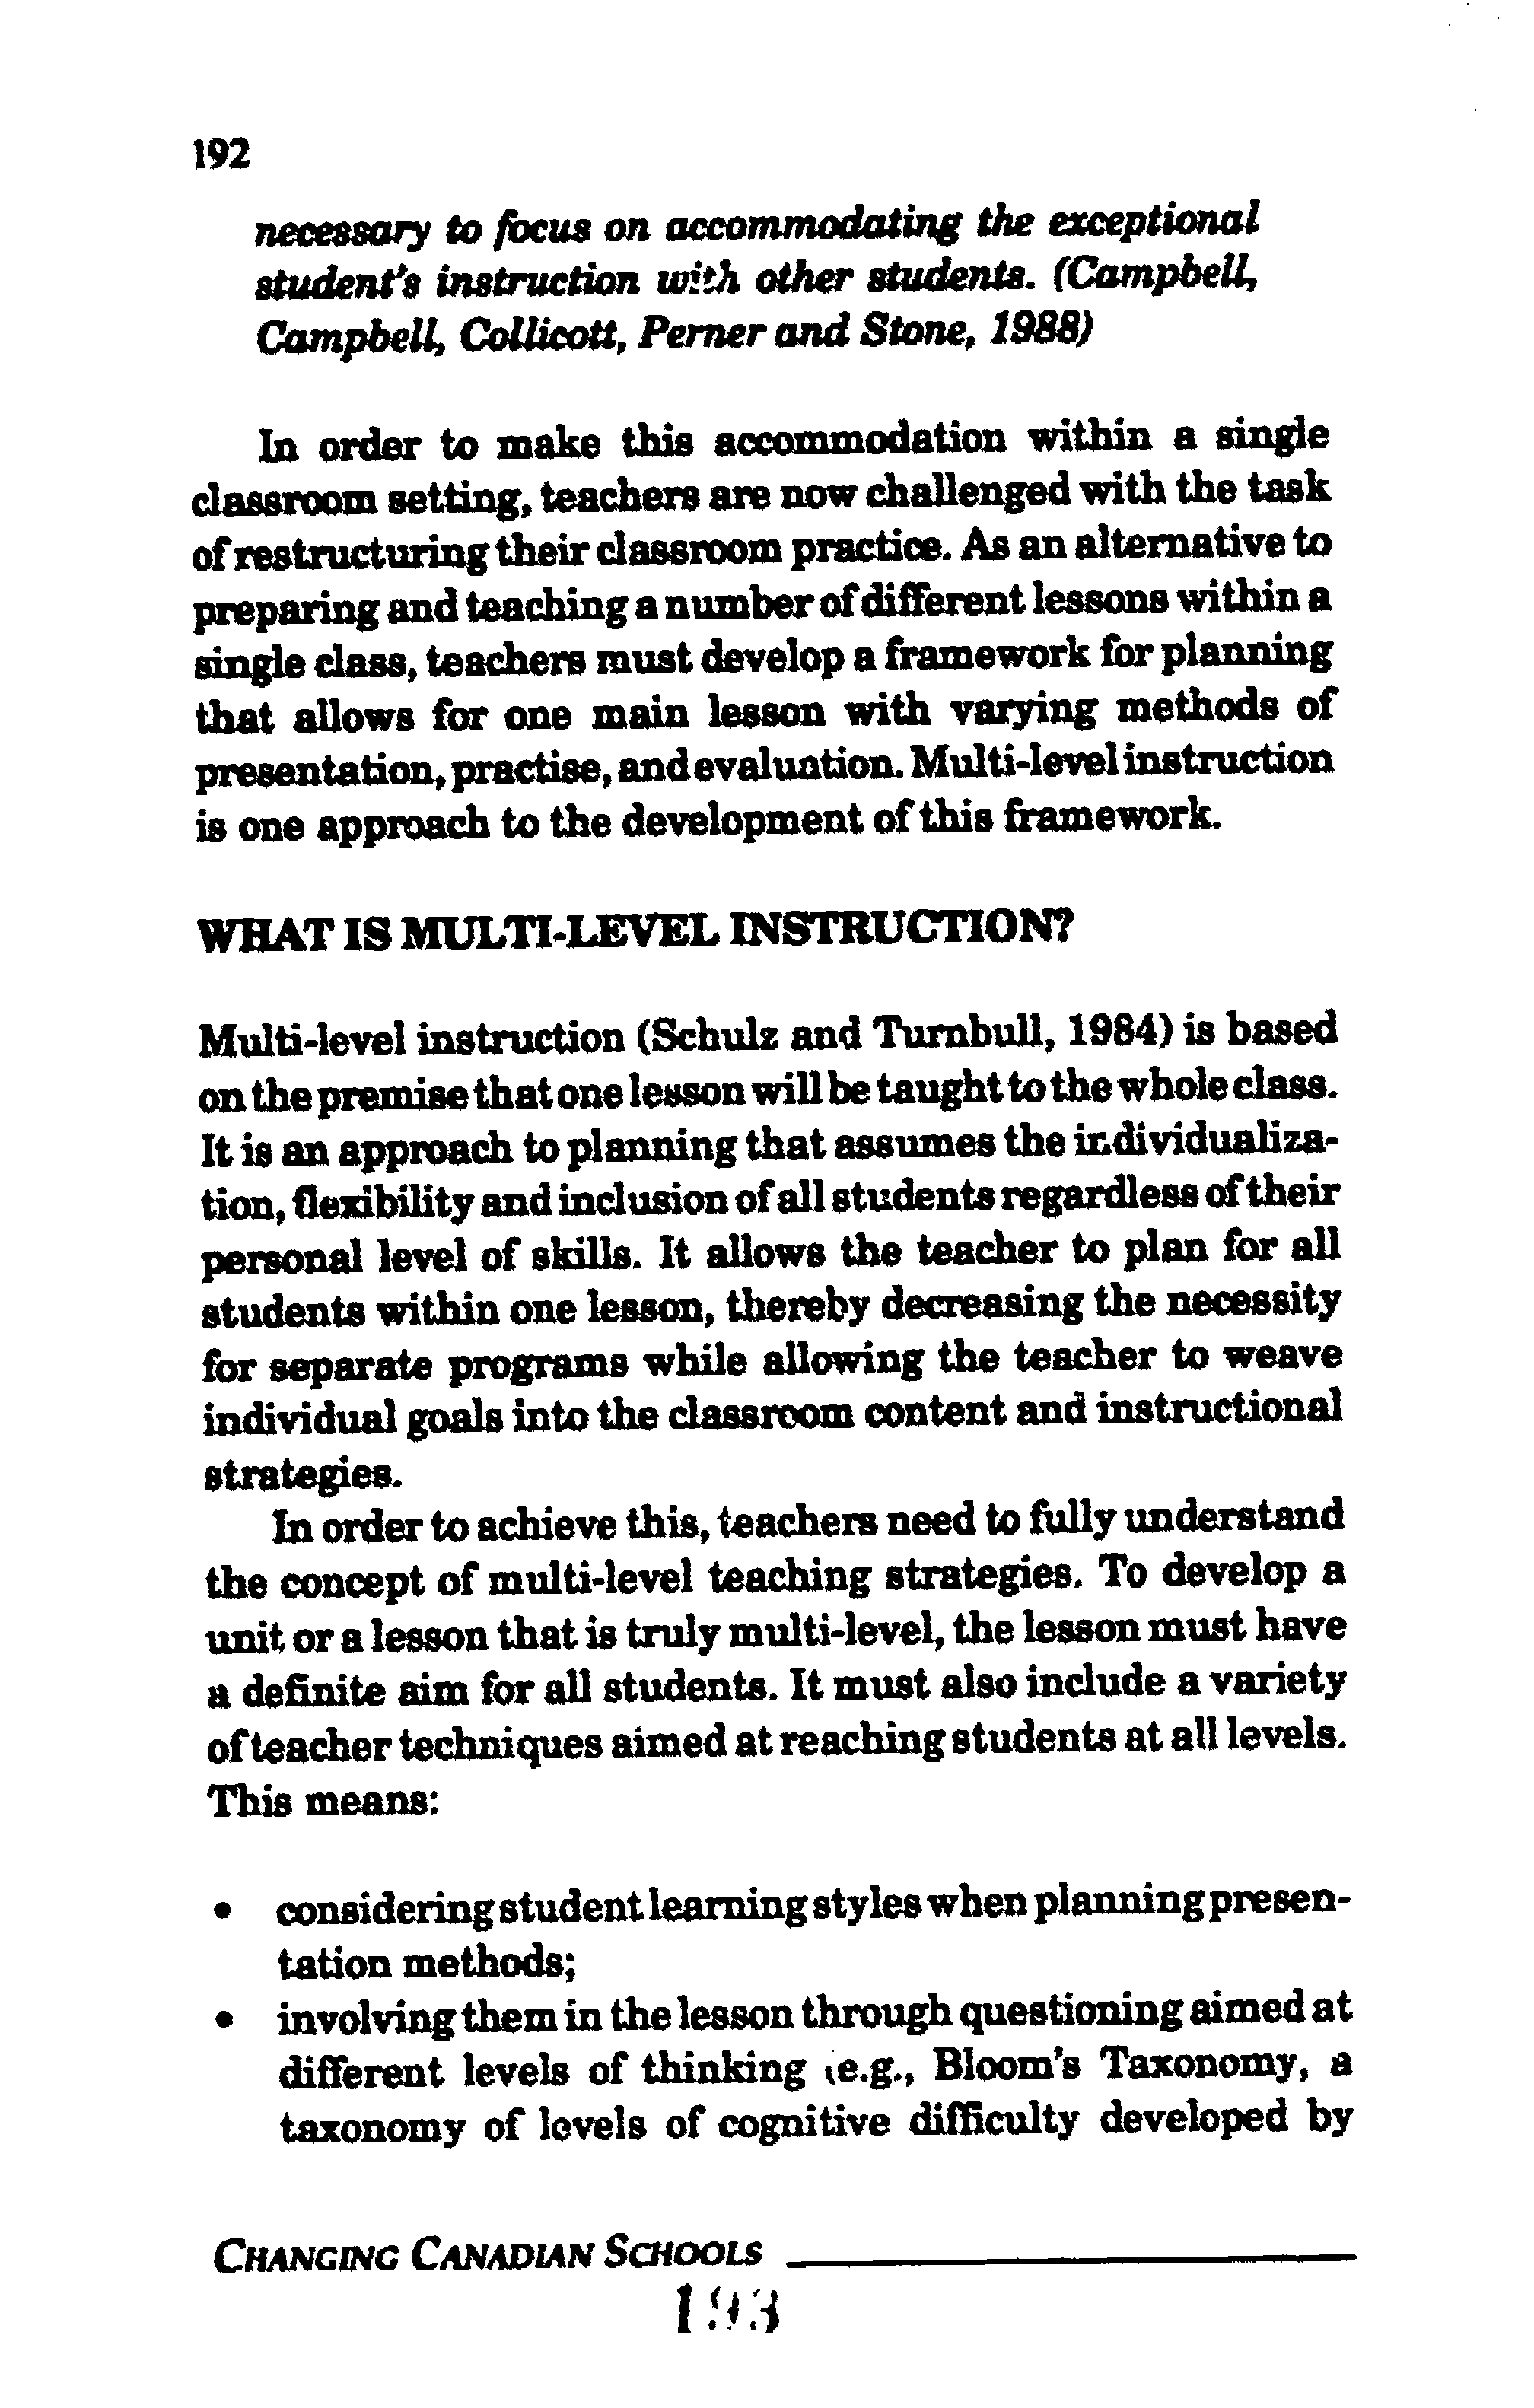 192
necessary to focus on accommodating the exceptional
student's instruction with other students. (Campbell,
Campbell, Collicott, Perner and Stone, 1988)
In order to make this accommodation within a single
classroom setting, teachers are now challenged with the task
of restructuring their classroom practice. As an alternative to
preparing and teaching a number of different lessons within a
single class, teachers must develop a framework for planning
that allows for one main lesson with varying methods of
presentation, practise, and evaluation. Multi-level instruction
is one approach to the development of this framework.
WHAT IS MULTI-LEVEL INSTRUCTION?
Multi-level instruction (Schulz and Turnbull, 1984) is based
on the premise that one lesson will be taught to the whole class.
It is an approach to planning that assumes the individualiza-
tion, flexibility and inclusion of all students regardless of their
personal level of skills. It allows the teacher to plan for all
students within one lesson, thereby decreasing the necessity
for separate programs while allowing the teacher to weave
individual goals into the classroom content and instructional
strategies.
In order to achieve this, teachers need to fully understand
the concept of multi-level teaching strategies. To develop a
unit or a lesson that is truly multi-level, the lesson must have
a definite aim for all students. It must also include a variety
of teacher techniques aimed at reaching students at all levels.
This means:
• considering student learning styles when planning presen-
tation methods;
• involving them in the lesson through questioning aimed at
different levels of thinking (e.g., Bloom's Taxonomy, a
taxonomy of levels of cognitive difficulty developed by
CHANGING CANADIAN SCHOOLS
193